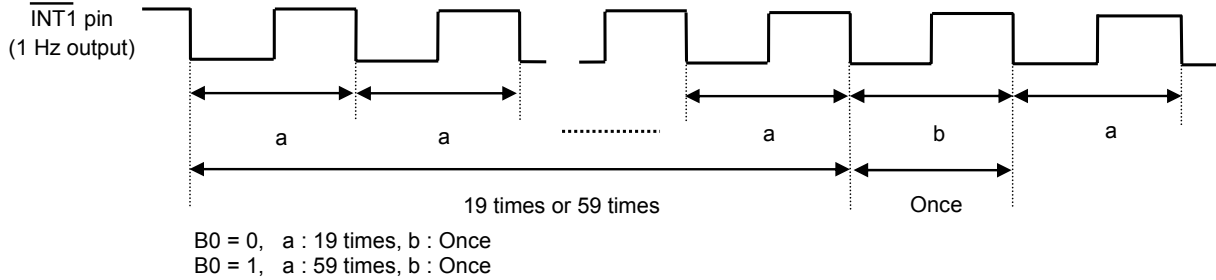 INT1 pin
(1 Hz output)
a a a b a
19 times or 59 times Once
B0 = 0, a : 19 times, b : Once
B0 = 1, a : 59 times, b : Once